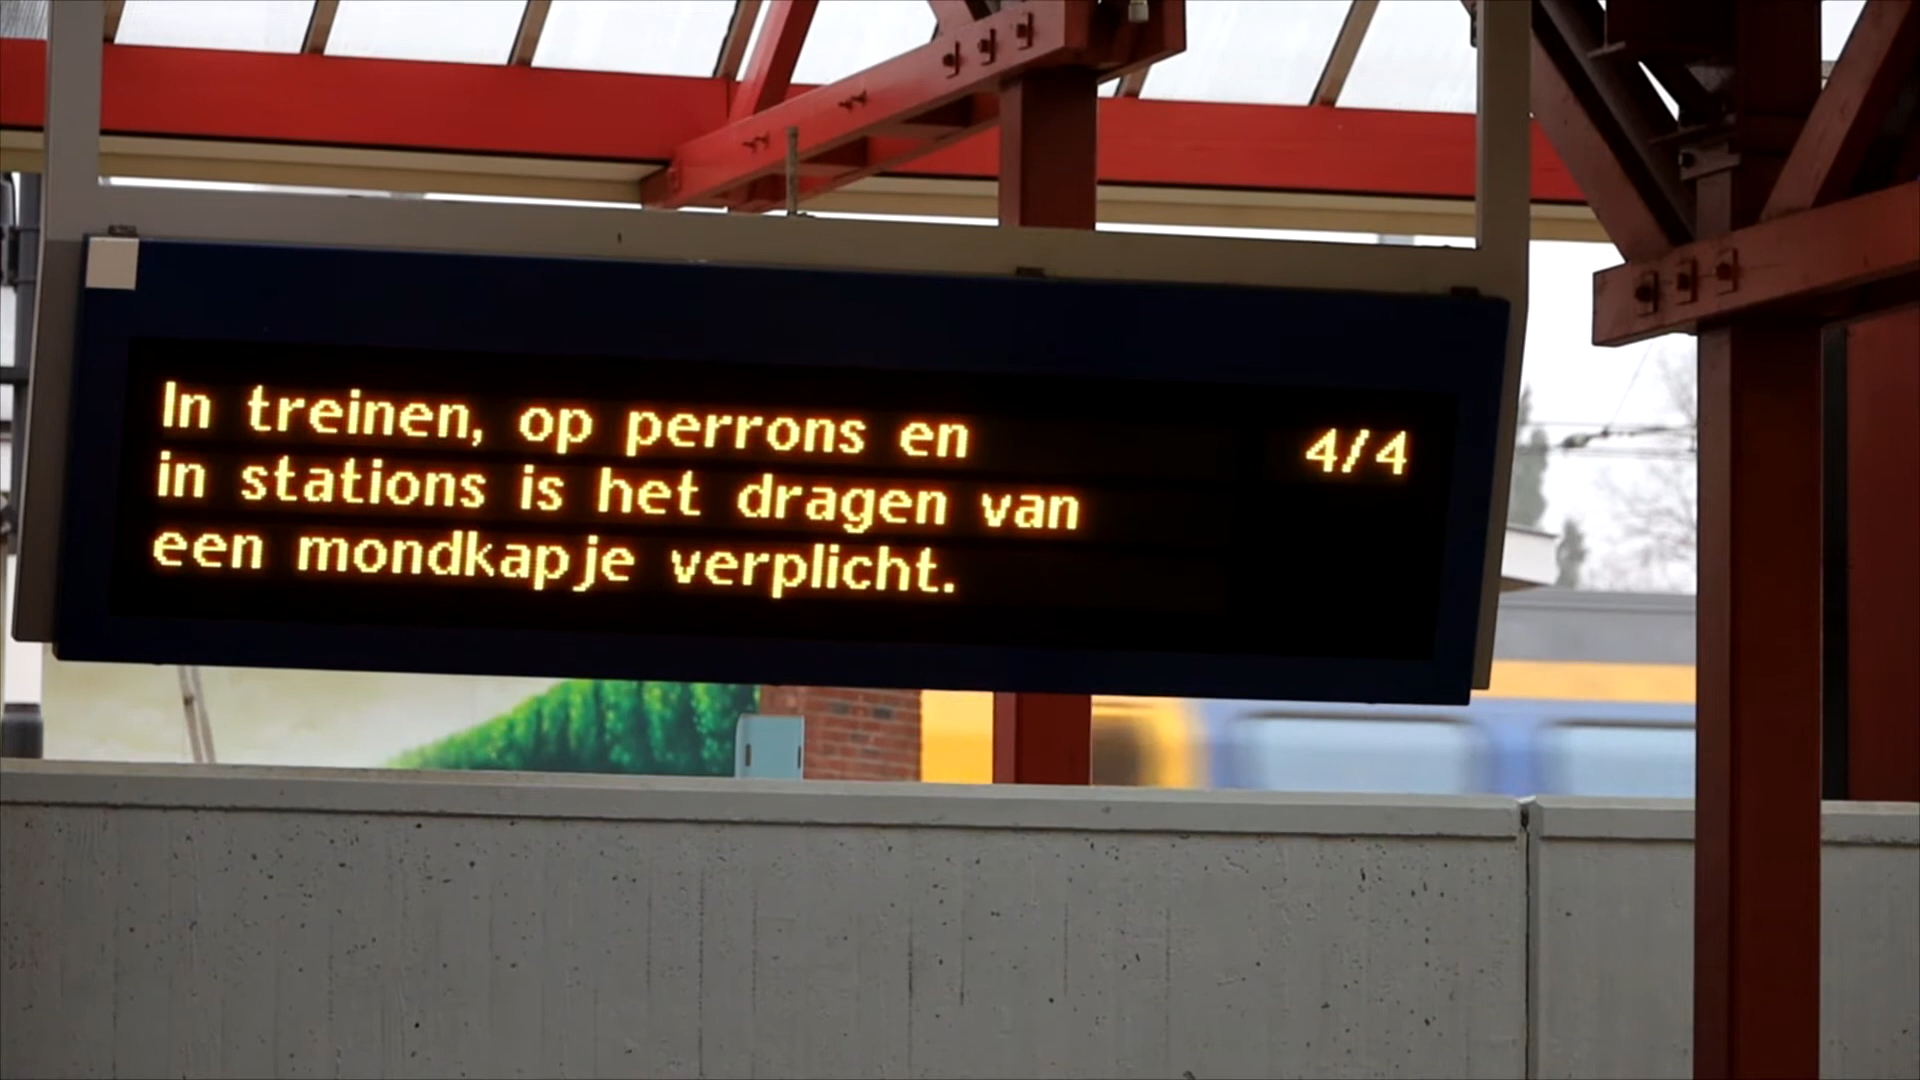 In treinen, op perrons en 4/4
in stations is het dragen van
een mondkapje verplicht.